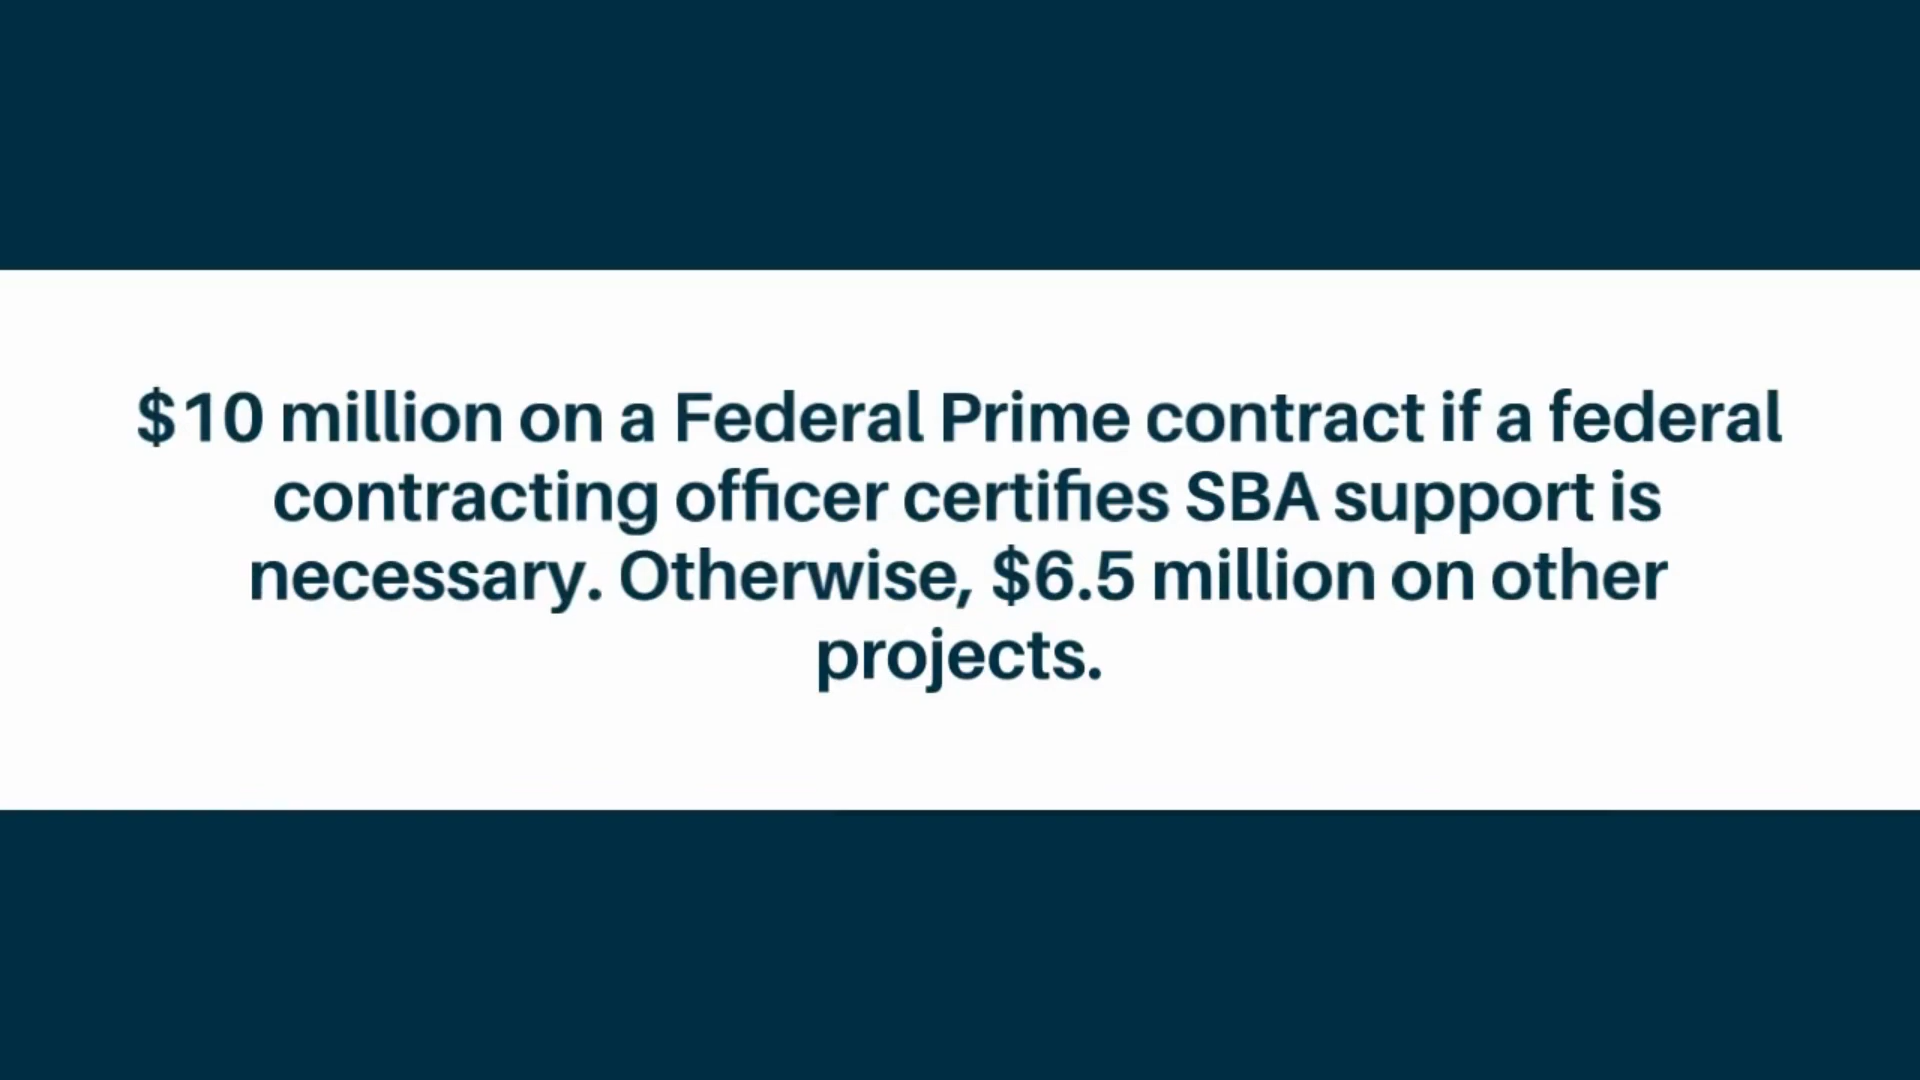 $10 million on a Federal Prime contract if a federal
contracting officer certifies SBA support is
necessary. Otherwise, $6.5 million on other
projects.